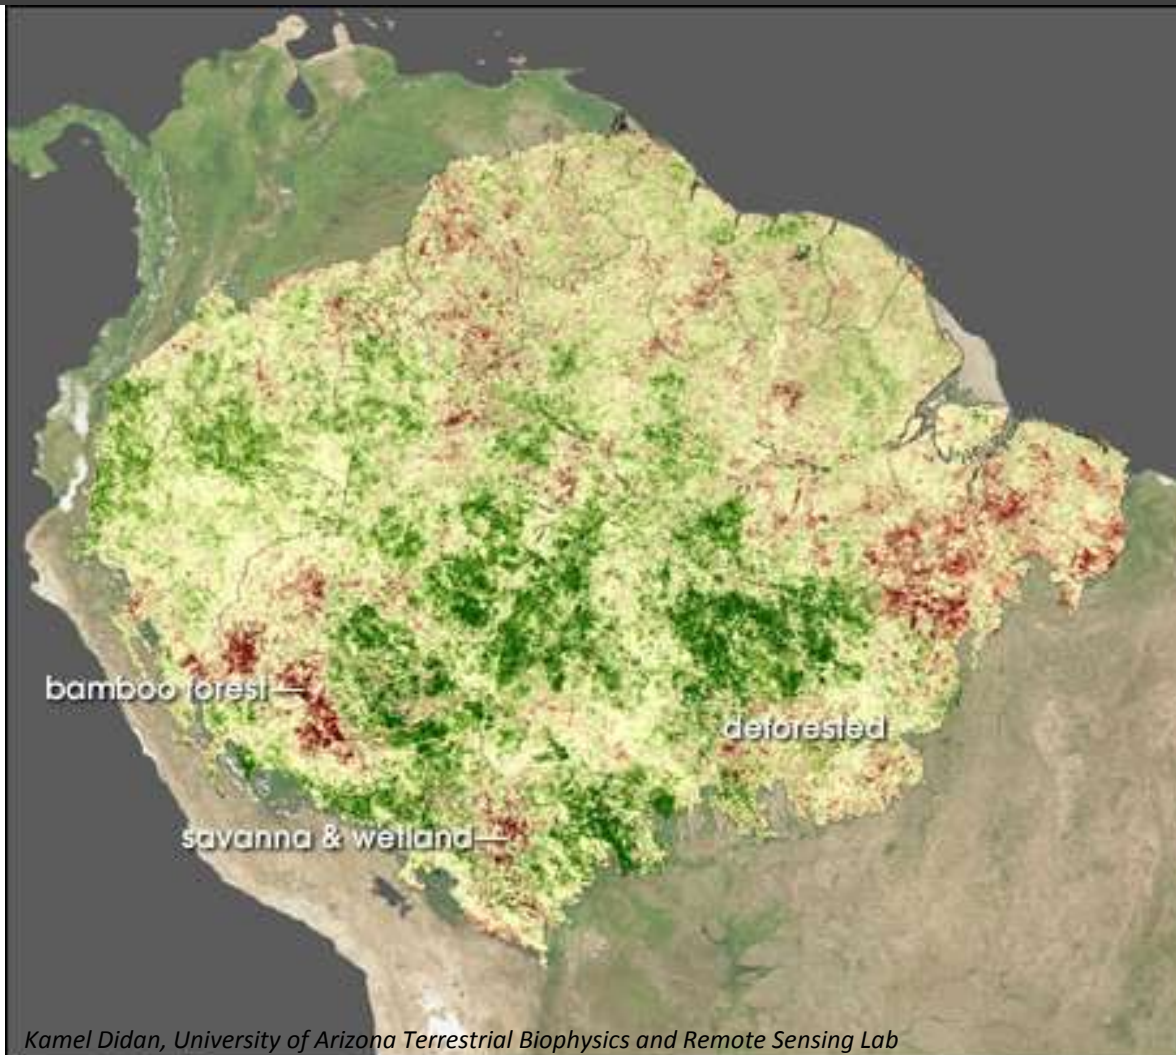 bamboo forest
deforested
savanna & wetland
Kamel Didan, University of Arizona Terrestrial Biophysics and Remote Sensing Lab